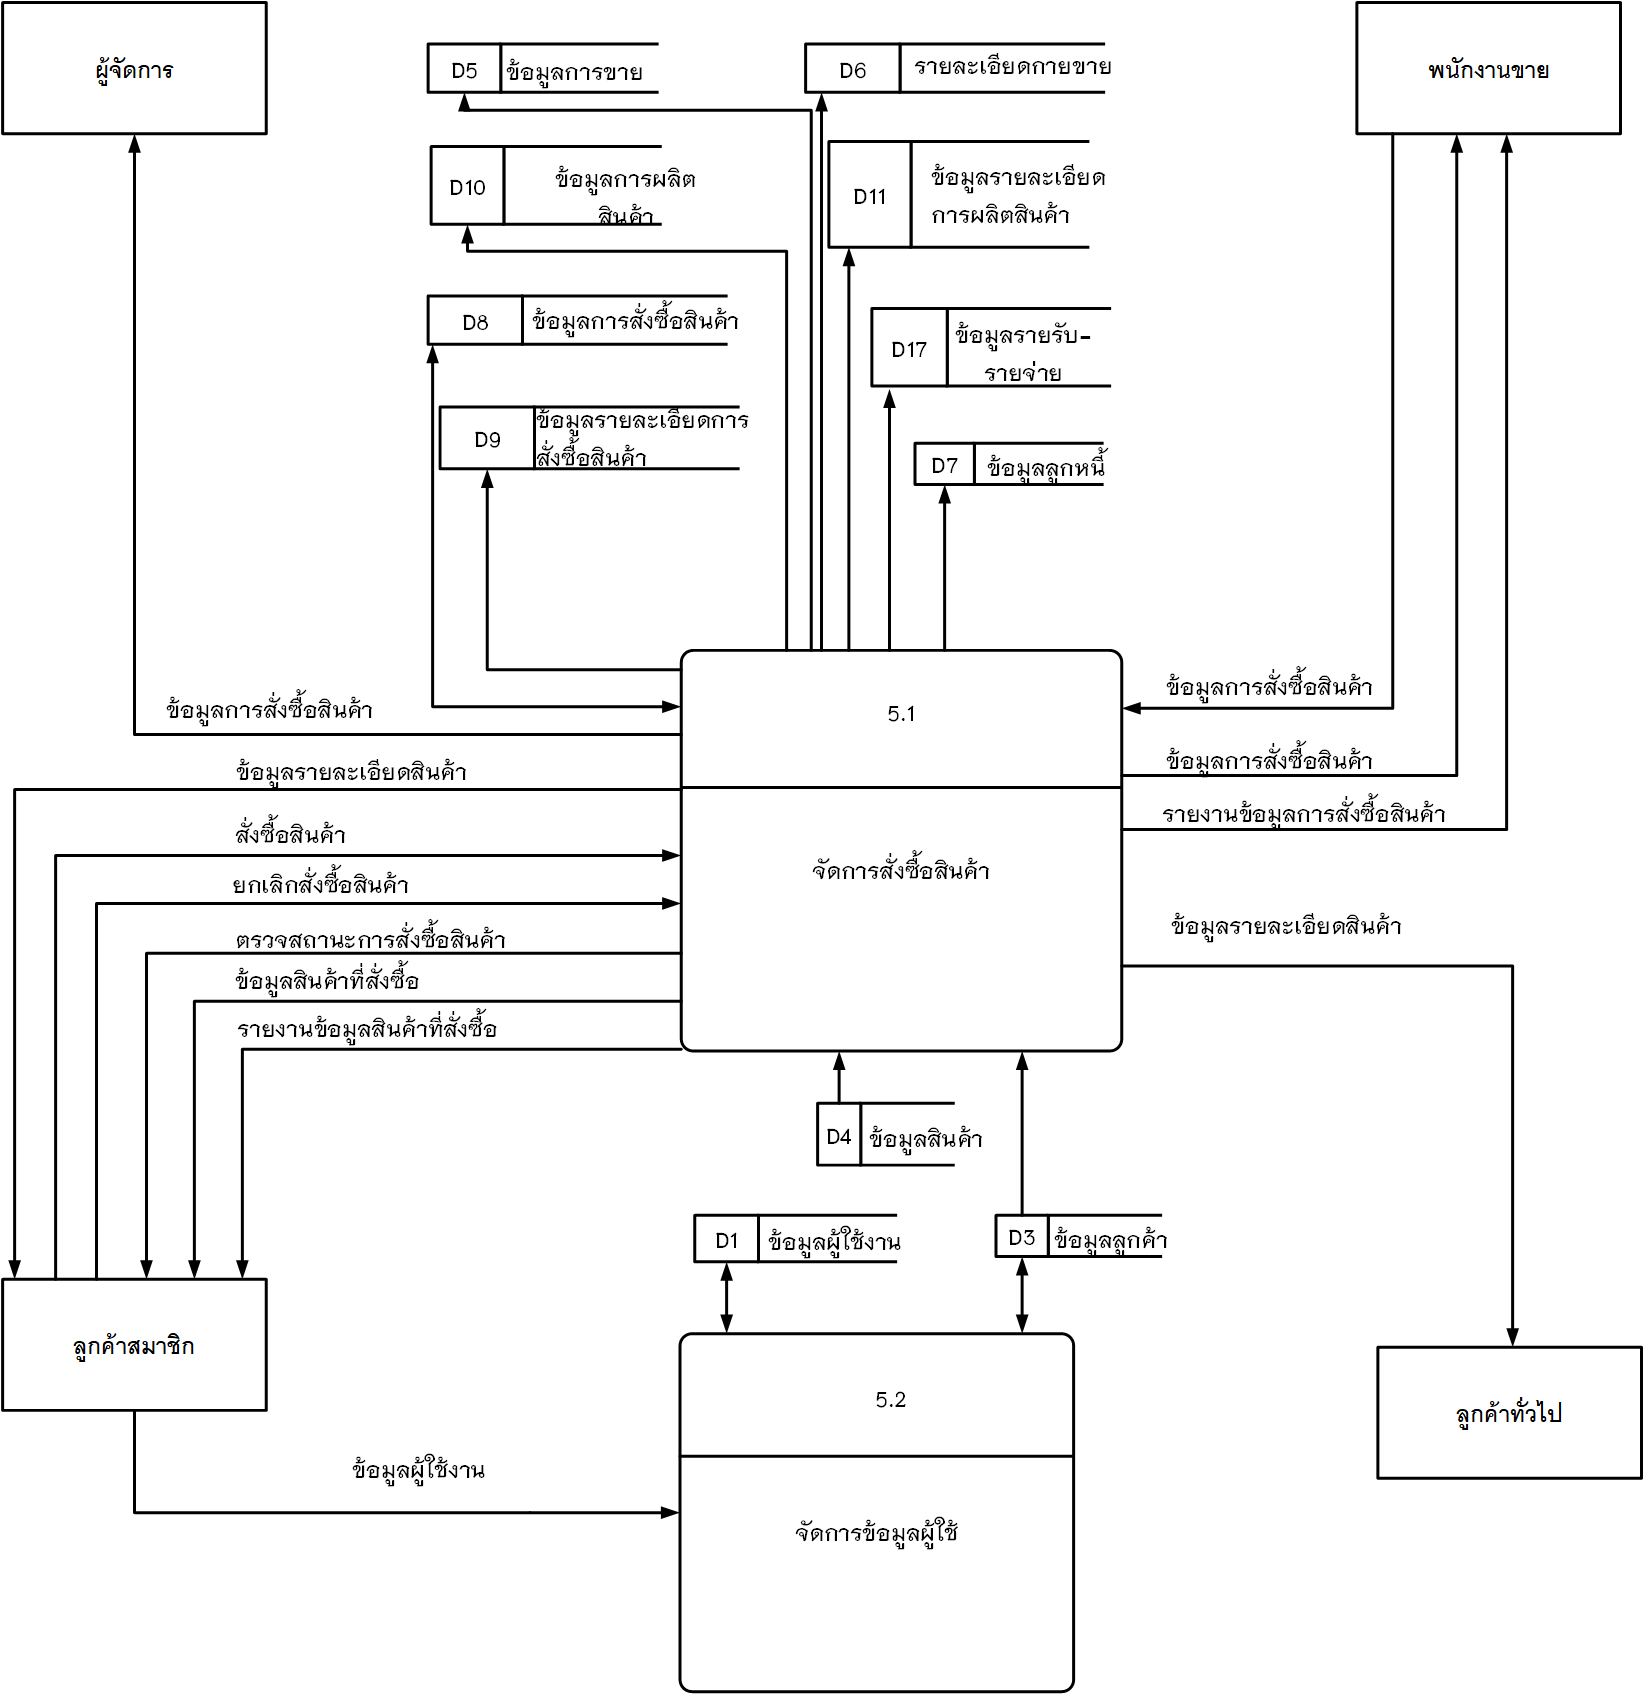 ผู้จัดการ
D5
ข้อมูลการขาย
D6
รายละเอียดกายขาย
พนักงานขาย
D10
ข้อมูลการผลิต
สินค้า
D11
ข้อมูลรายละเอียด
การผลิตสินค้า
D8
ข้อมูลการสั่งซื้อสินค้า
D17
ข้อมูลรายรับ-
รายจ่าย
D9
ข้อมูลรายละเอียดการ
สั่งซื้อสินค้า
D7
ข้อมูลลูกหนี้
ข้อมูลการสั่งซื้อสินค้า
5.1
ข้อมูลการสั่งซื้อสินค้า
ข้อมูลรายละเอียดสินค้า
ข้อมูลการสั่งซื้อสินค้า
สั่งซื้อสินค้า
รายงานข้อมูลการสั่งซื้อสินค้า
ยกเลิกสั่งซื้อสินค้า
จัดการสั่งซื้อสินค้า
ตรวจสถานะการสั่งซื้อสินค้า
ข้อมูลรายละเอียดสินค้า
ข้อมูลสินค้าที่สั่งซื้อ
รายงานข้อมูลสินค้าที่สั่งซื้อ
D4
ข้อมูลสินค้า
D1
ข้อมูลผู้ใช้งาน
D3
ข้อมูลลูกค้า
ลูกค้าสมาชิก
5.2
ลูกค้าทั่วไป
ข้อมูลผู้ใช้งาน
จัดการข้อมูลผู้ใช้